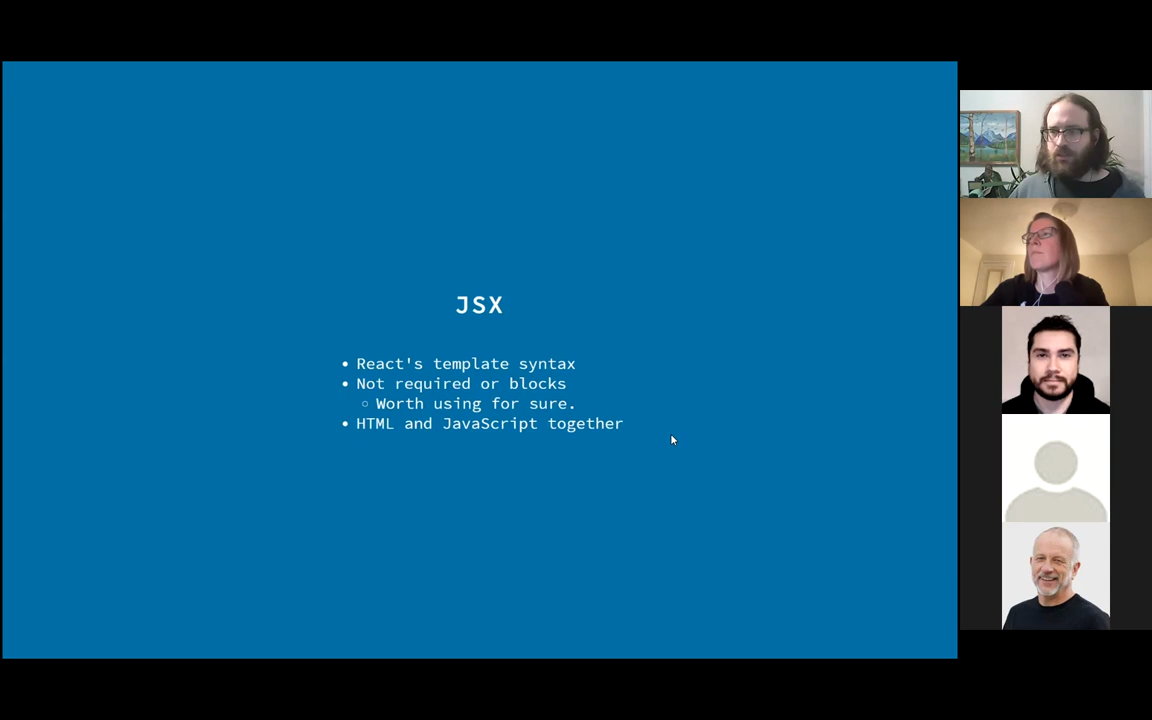 JSX
• React's template syntax
• Not required or blocks
◦ Worth using for sure.
• HTML and JavaScript together